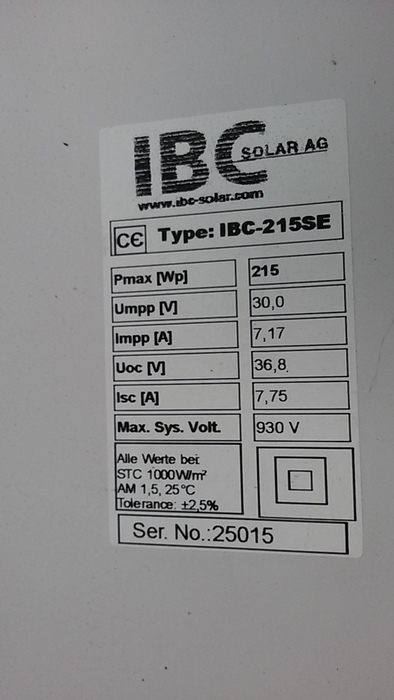 IBC SOLAR AG
www.ibc-solar.com
CE Type: IBC-215SE
Pmax [Wp] 215
Umpp [V] 30,0
Impp [A] 7,17
Uoc [V] 36,8
Isc [A] 7,75
Max. Sys. Volt. 930 V
Alle Werte bei:
STC 1000W/m²
AM 1,5, 25°C
Tolerance: ±2,5%
Ser. No.:25015